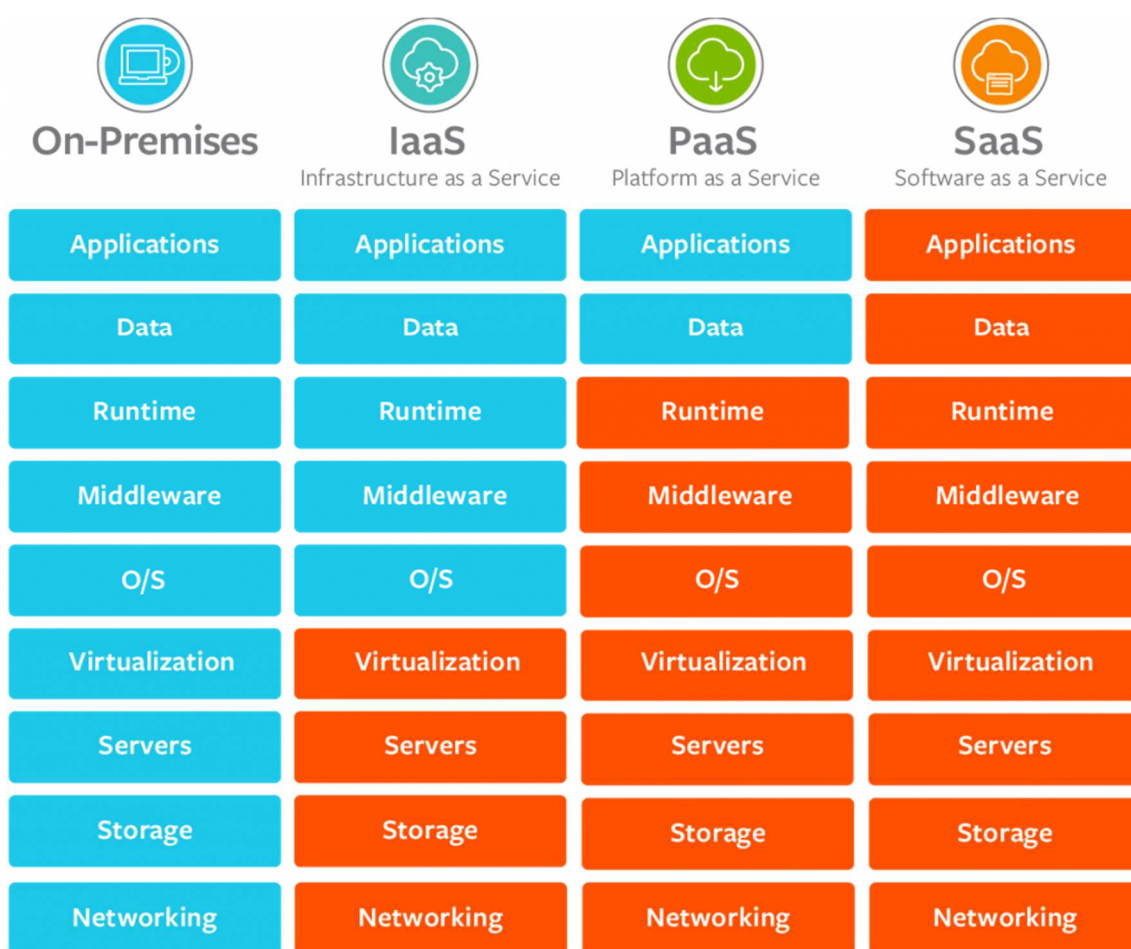 On-Premises IaaS PaaS SaaS
Infrastructure as a Service Platform as a Service Software as a Service
Applications Applications Applications Applications
Data Data Data Data
Runtime Runtime Runtime Runtime
Middleware Middleware Middleware Middleware
O/S O/S O/S O/S
Virtualization Virtualization Virtualization Virtualization
Servers Servers Servers Servers
Storage Storage Storage Storage
Networking Networking Networking Networking